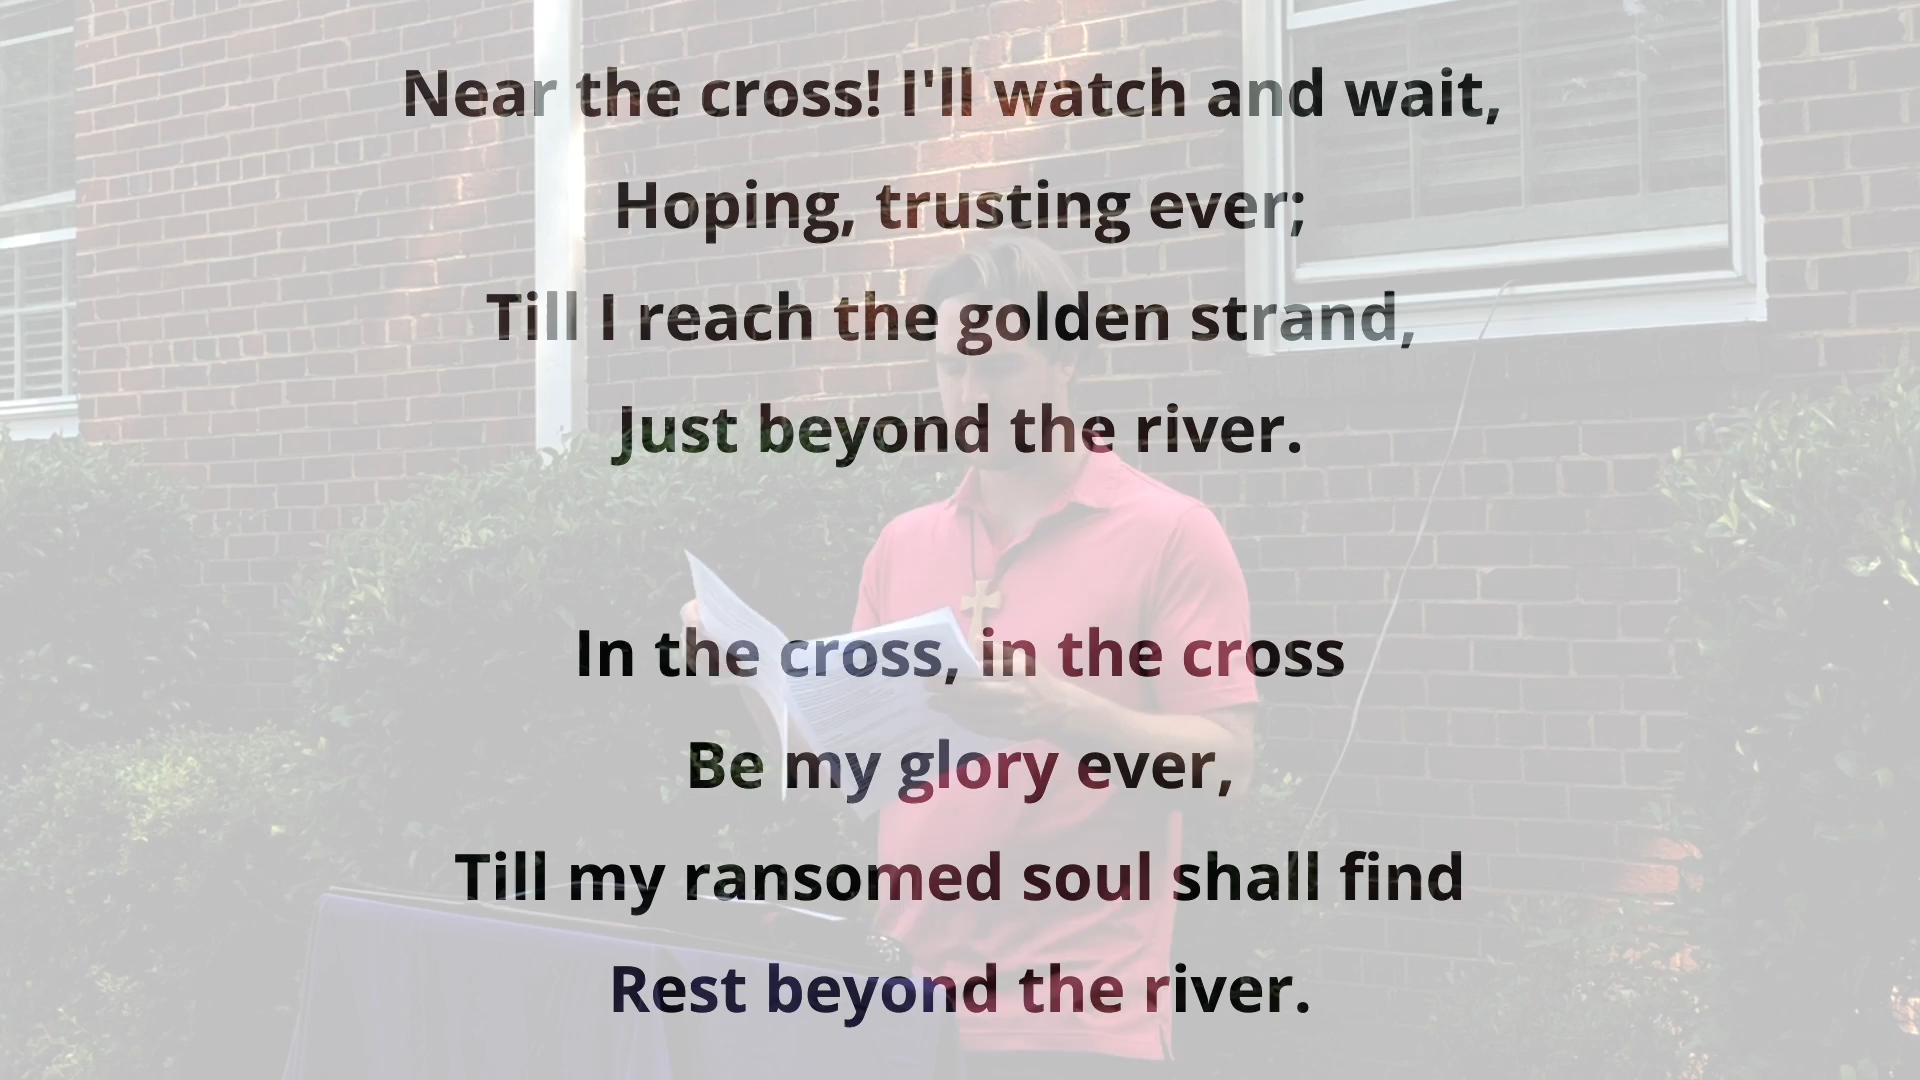 Near the cross! I'll watch and wait,
Hoping, trusting ever;
Till I reach the golden strand,
Just beyond the river.
In the cross, in the cross
Be my glory ever,
Till my ransomed soul shall find
Rest beyond the river.